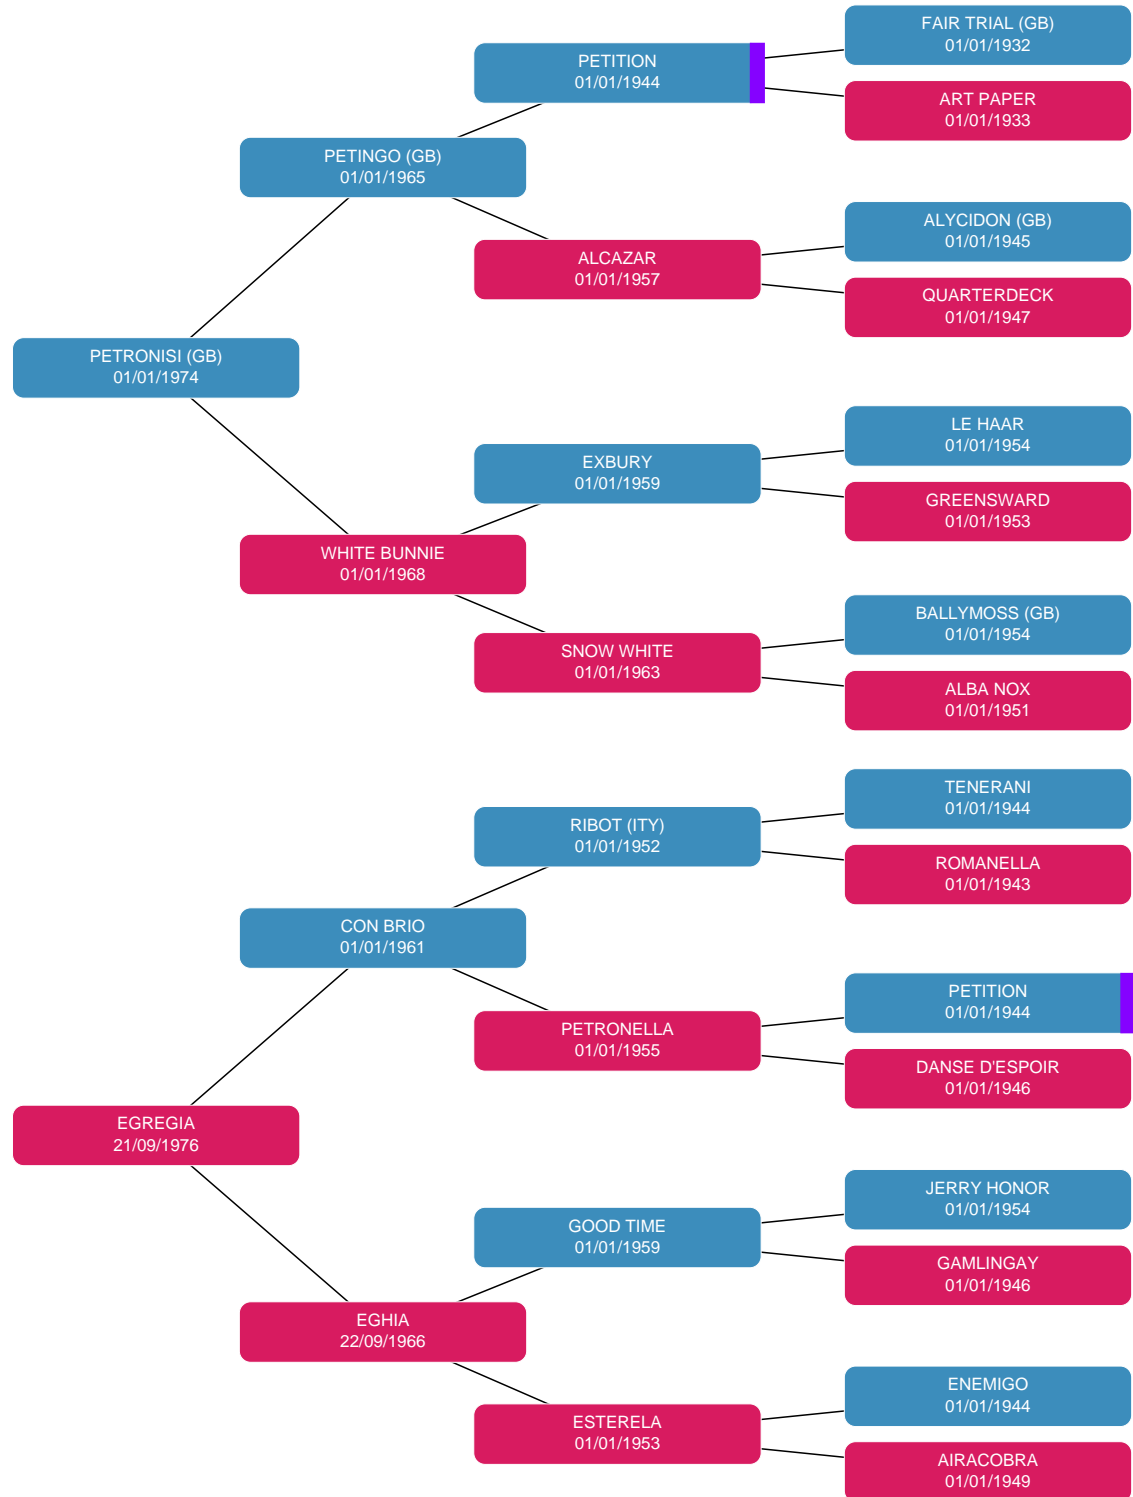 FAIR TRIAL (GB)
01/01/1932
PETITION
01/01/1944
ART PAPER
01/01/1933
PETINGO (GB)
01/01/1965
ALYCIDON (GB)
01/01/1945
ALCAZAR
01/01/1957
QUARTERDECK
01/01/1947
PETRONISI (GB)
01/01/1974
LE HAAR
01/01/1954
EXBURY
01/01/1959
GREENSWARD
01/01/1953
WHITE BUNNIE
01/01/1968
BALLYMOSS (GB)
01/01/1954
SNOW WHITE
01/01/1963
ALBA NOX
01/01/1951
TENERANI
01/01/1944
RIBOT (ITY)
01/01/1952
ROMANELLA
01/01/1943
CON BRIO
01/01/1961
PETITION
01/01/1944
PETRONELLA
01/01/1955
DANSE D'ESPOIR
01/01/1946
EGREGIA
21/09/1976
JERRY HONOR
01/01/1954
GOOD TIME
01/01/1959
GAMLINGAY
01/01/1946
EGHIA
22/09/1966
ENEMIGO
01/01/1944
ESTERELA
01/01/1953
AIRACOBRA
01/01/1949